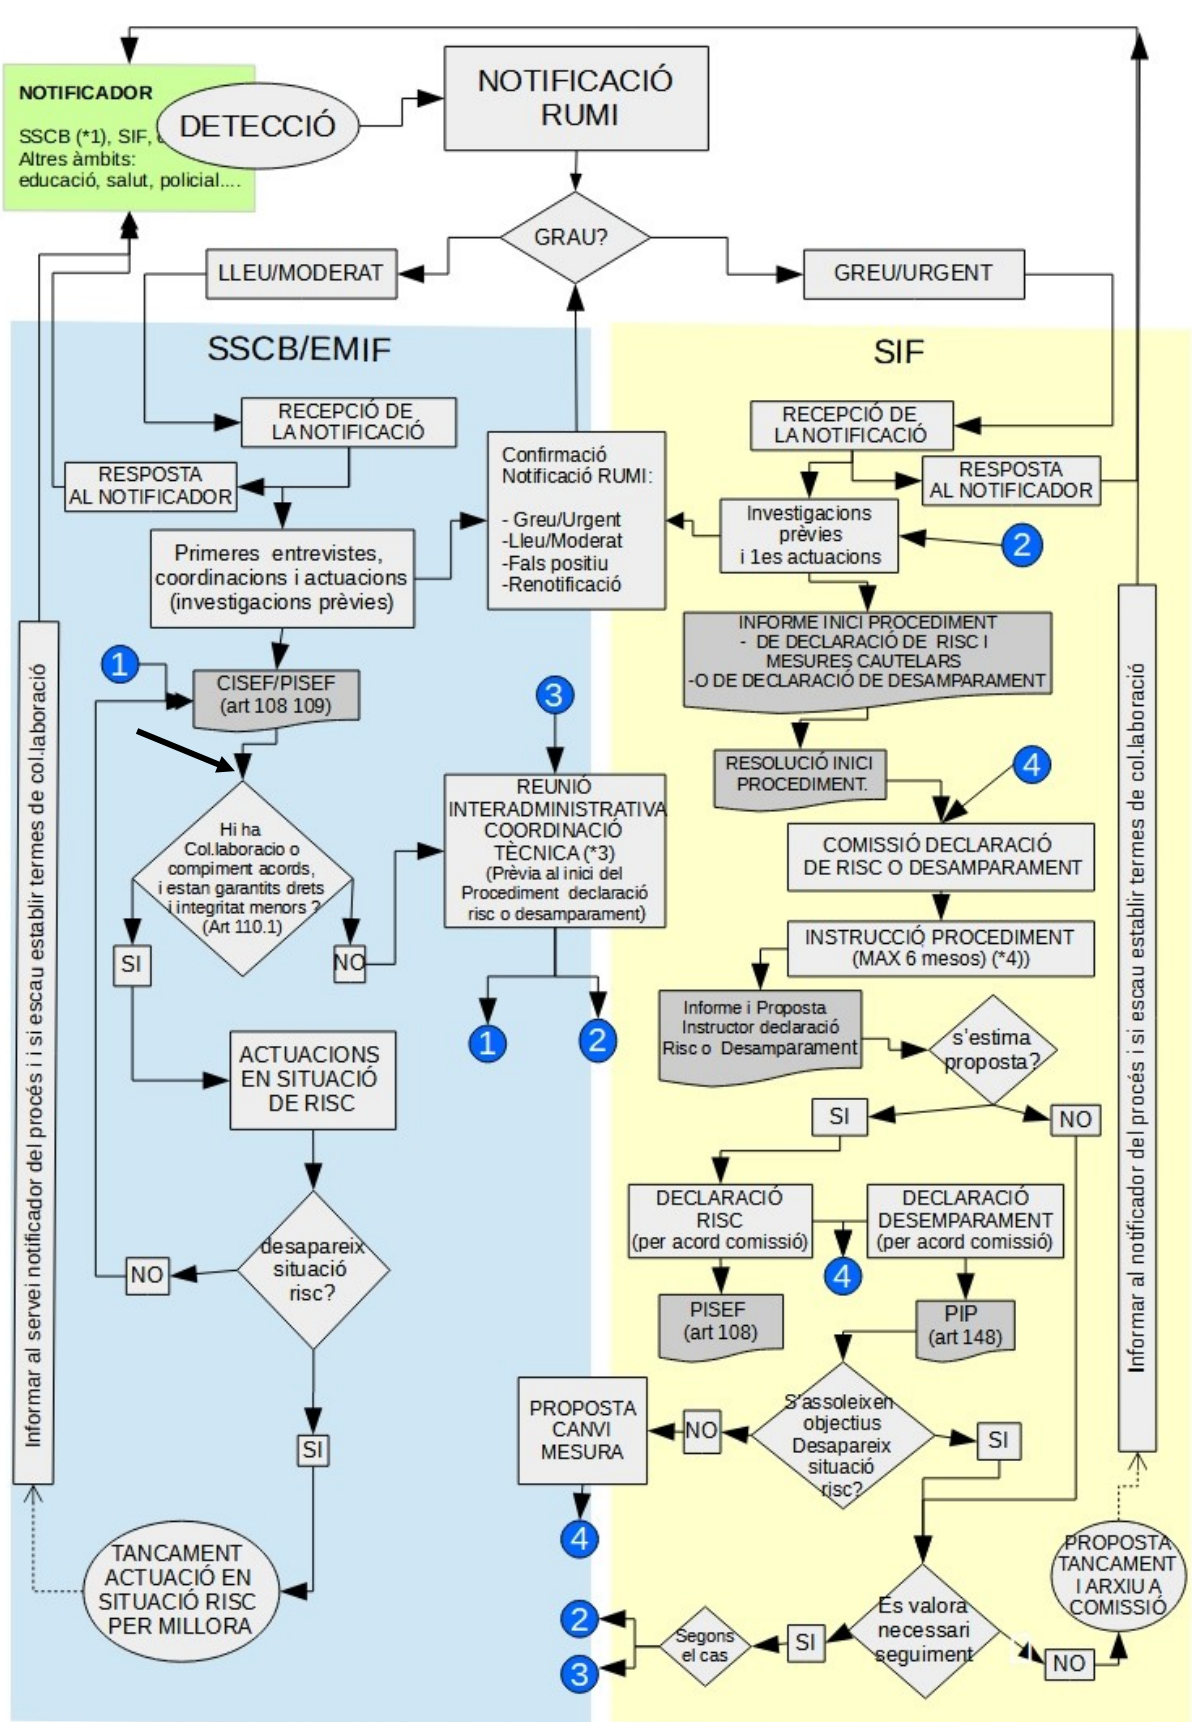 NOTIFICADOR
SSCB (*1), SIF,
Altres àmbits:
educació, salut, policial....
DETECCIÓ
NOTIFICACIÓ
RUMI
GRAU?
LLEU/MODERAT
GREU/URGENT
SSCB/EMIF
RECEPCIÓ DE
LA NOTIFICACIÓ
RESPOSTA
AL NOTIFICADOR
Primeres entrevistes,
coordinacions i actuacions
(investigacions prèvies)
Confirmació
Notificació RUMI:
- Greu/Urgent
-Lleu/Moderat
-Fals positiu
-Renotificació
1
CISEF/PISEF
(art 108 109)
Hi ha
Col.laboracio o
compiment acords,
i estan garantits drets
i integritat menors ?
(Art 110.1)
SI
NO
3
REUNIÓ
INTERADMINISTRATIVA
COORDINACIÓ
TÈCNICA (*3)
(Prèvia al inici del
Procediment declaració
risc o desamparament)
1
2
ACTUACIONS
EN SITUACIÓ
DE RISC
desapareix
situació
risc?
NO
SI
TANCAMENT
ACTUACIÓ EN
SITUACIÓ RISC
PER MILLORA
Informar al servei notificador del procés i si escau establir termes de col.laboració
SIF
RECEPCIÓ DE
LA NOTIFICACIÓ
RESPOSTA
AL NOTIFICADOR
Investigacions
prèvies
i 1es actuacions
2
INFORME INICI PROCEDIMENT
- DE DECLARACIÓ DE RISC I
MESURES CAUTELARS
-O DE DECLARACIÓ DE DESAMPARAMENT
RESOLUCIÓ INICI
PROCEDIMENT.
4
COMISSIÓ DECLARACIÓ
DE RISC O DESAMPARAMENT
INSTRUCCIÓ PROCEDIMENT
(MAX 6 mesos) (*4))
Informe i Proposta
Instructor declaració
Risc o Desamparament
s'estima
proposta?
SI
NO
DECLARACIÓ
RISC
(per acord comissió)
DECLARACIÓ
DESEMPARAMENT
(per acord comissió)
4
PISEF
(art 108)
PIP
(art 148)
S'assoleixen
objectius
Desapareix
situació
risc?
NO
SI
PROPOSTA
CANVI
MESURA
4
Es valora
necessari
seguiment
SI
NO
Segons
el cas
2
3
PROPOSTA
TANCAMENT
I ARXIU A
COMISSIÓ
Informar al notificador del procés i si escau establir termes de col.laboració